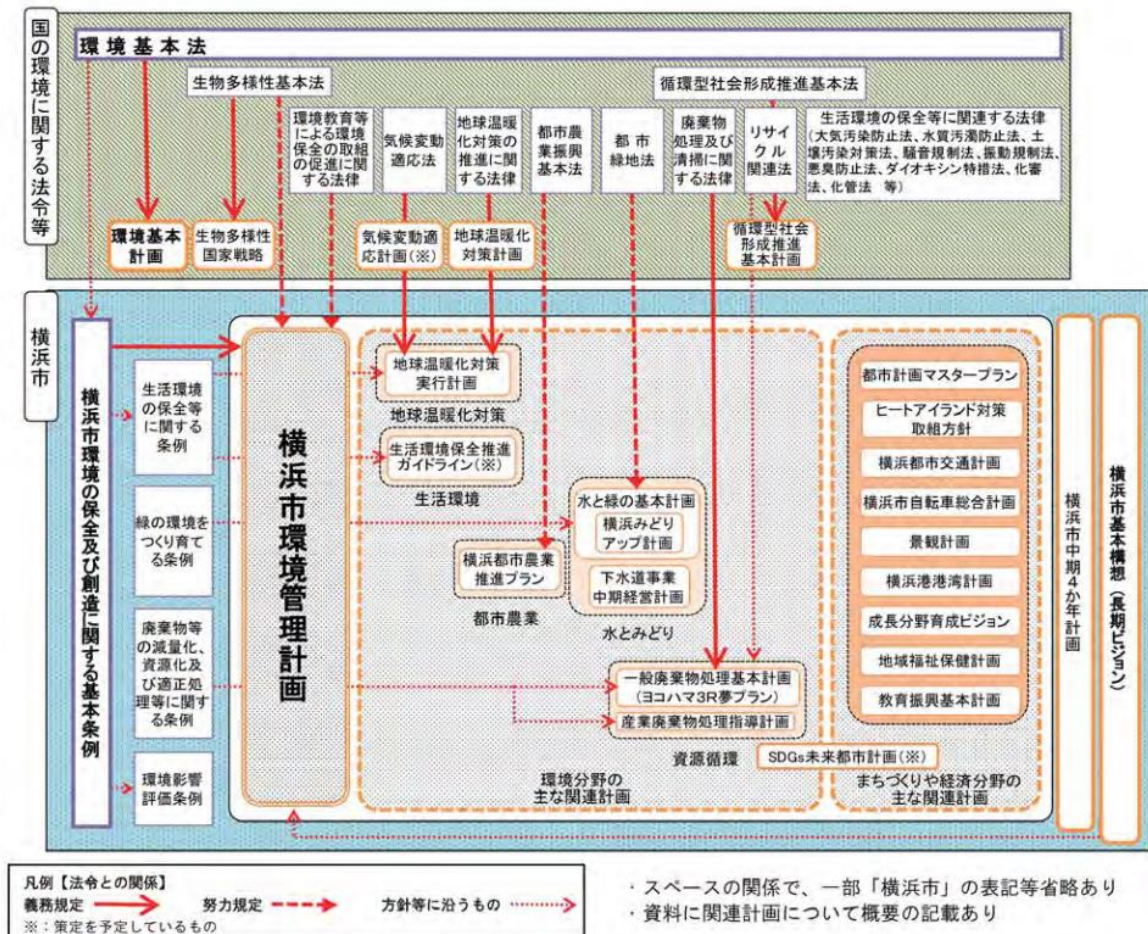 国の環境に関する法令等
環境基本法
生物多様性基本法
循環型社会形成推進基本法
環境教育等
による環境
保全の取組
の促進に関
する法律
気候変動
適応法
地球温暖
化対策の
推進に関
する法律
都市農
業振興
基本法
都市
緑地法
廃棄物
処理及び
清掃に関
する法律
リサイ
クル
関連法
生活環境の保全等に関連する法律
(大気汚染防止法、水質汚濁防止法、土
壌汚染対策法、騒音規制法、振動規制法、
悪臭防止法、ダイオキシン特措法、化審
法、化管法 等)
環境基本
計画
生物多様性
国家戦略
気候変動適
応計画(※)
地球温暖化
対策計画
循環型社会
形成推進
基本計画
横浜市
横浜市環境の保全及び創造に関する基本条例
生活環境
の保全等
に関する
条例
緑の環境を
つくり育て
る条例
廃棄物等
の減量化、
資源化及
び適正処
理等に関
する条例
環境影響
評価条例
横浜市環境管理計画
地球温暖化対策
実行計画
地球温暖化対策
生活環境保全推進
ガイドライン(※)
生活環境
横浜都市農業
推進プラン
都市農業
水と緑の基本計画
横浜みどり
アップ計画
下水道事業
中期経営計画
水とみどり
一般廃棄物処理基本計画
(ヨコハマ3R夢プラン)
産業廃棄物処理指導計画
資源循環
SDGs未来都市計画(※)
環境分野の
主な関連計画
都市計画マスタープラン
ヒートアイランド対策
取組方針
横浜都市交通計画
横浜市自転車総合計画
景観計画
横浜港港湾計画
成長分野育成ビジョン
地域福祉保健計画
教育振興基本計画
まちづくりや経済分野の
主な関連計画
横浜市中期4か年計画
横浜市基本構想(長期ビジョン)
凡例【法令との関係】
義務規定 努力規定 方針等に沿うもの
※:策定を予定しているもの
・スペースの関係で、一部「横浜市」の表記等省略あり
・資料に関連計画について概要の記載あり